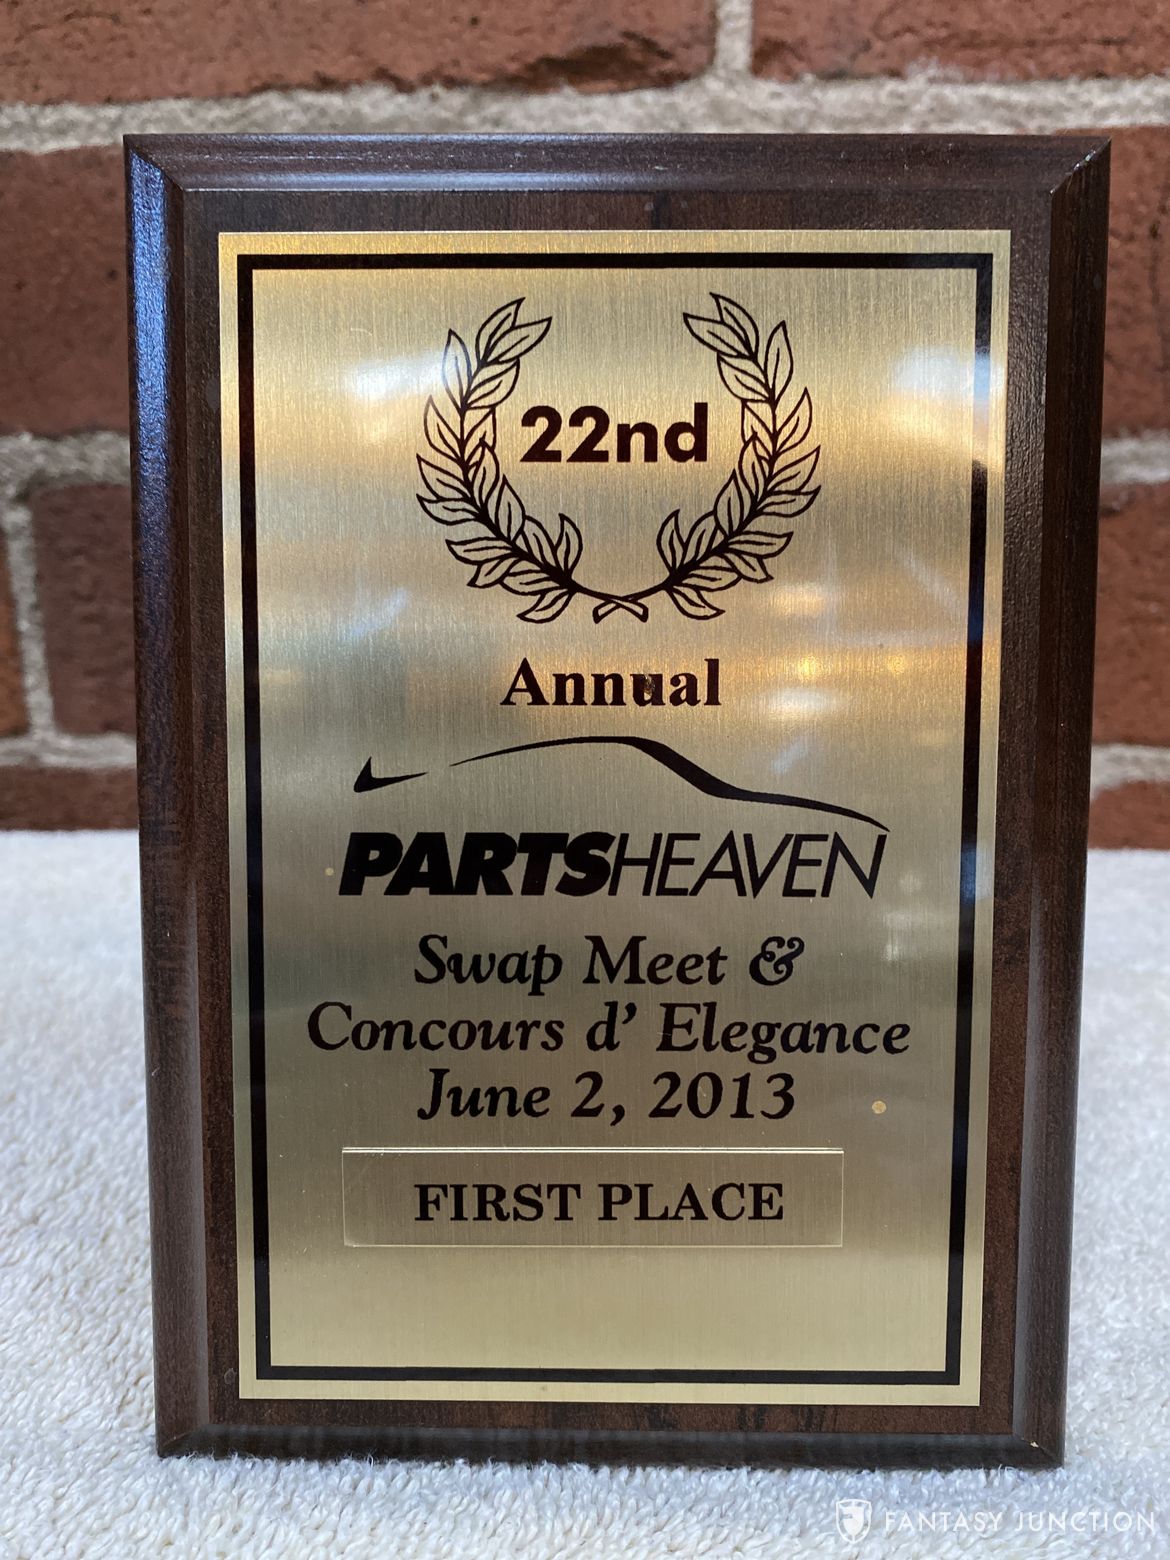 22nd
Annual
PARTSHEAVEN
Swap Meet &
Concours d' Elegance
June 2, 2013
FIRST PLACE
FANTASY JUNCTION